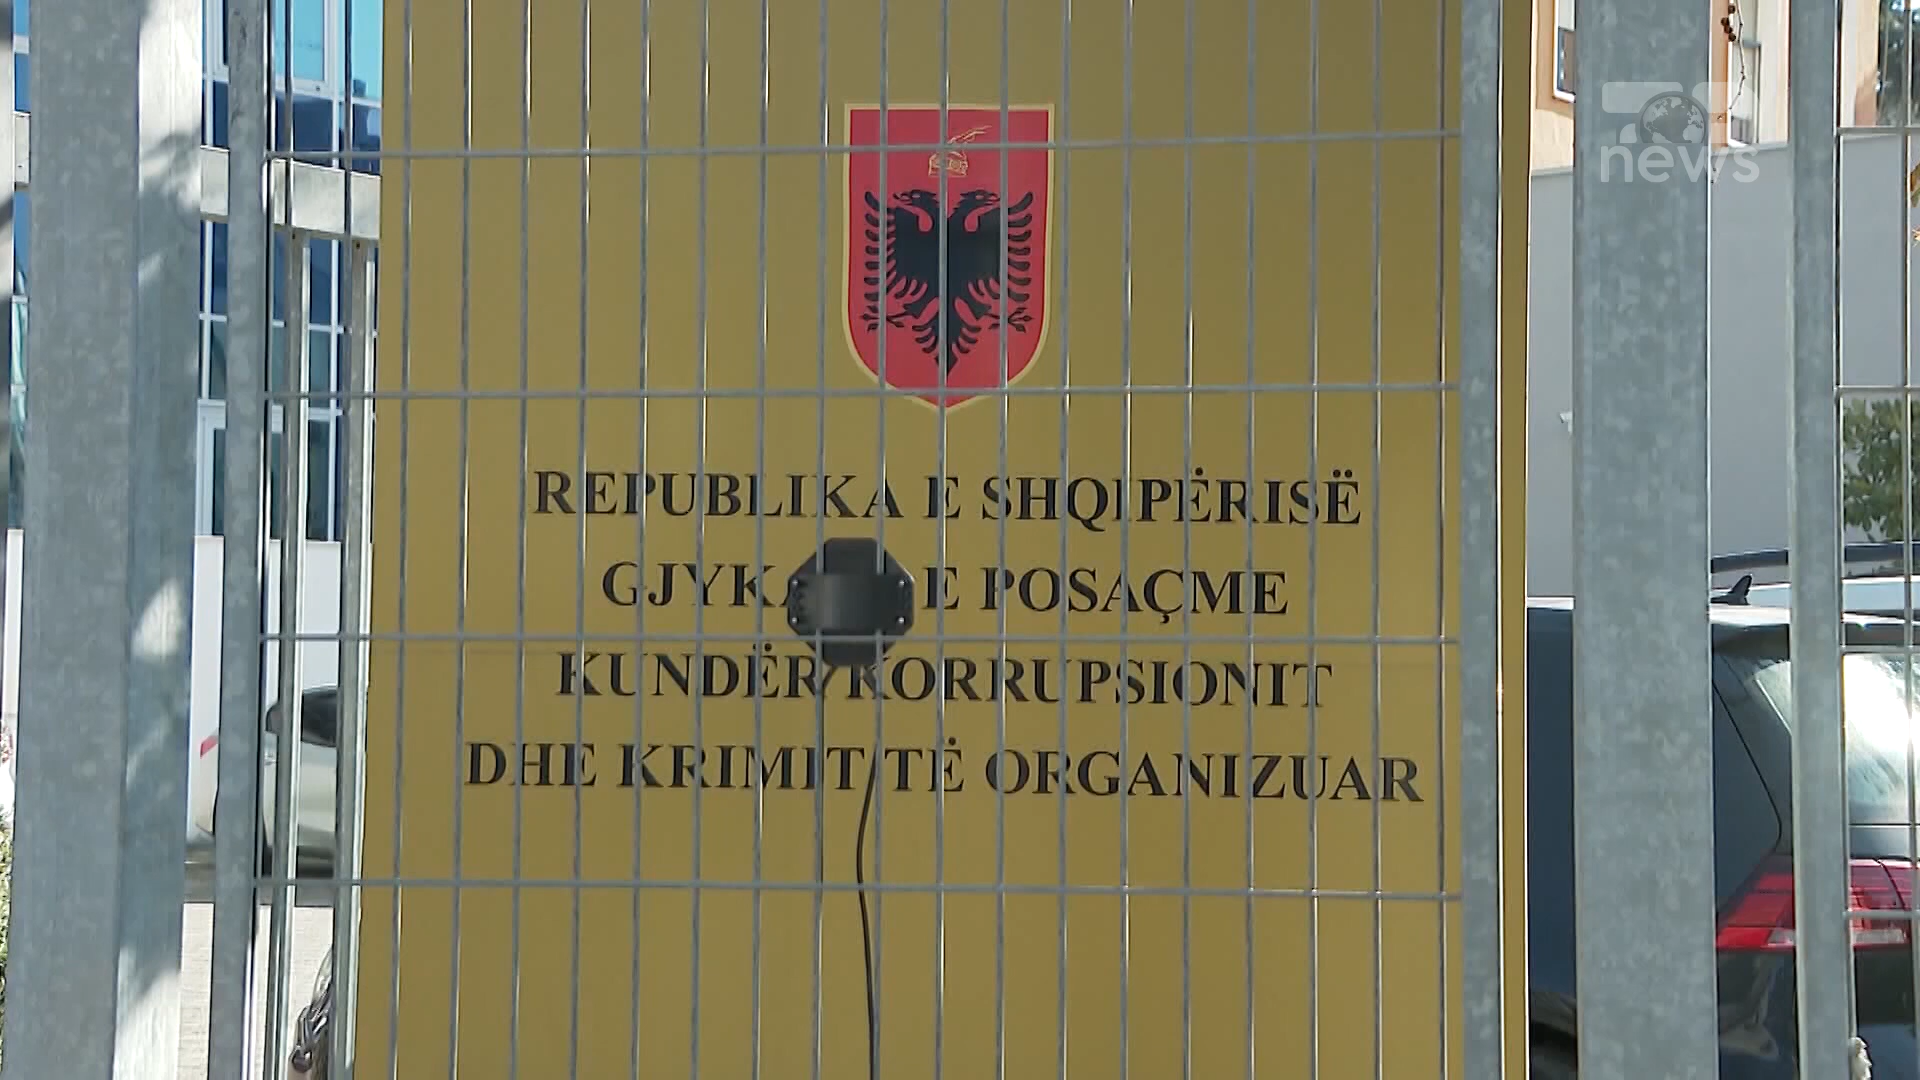 news
REPUBLIKA E SHQIPËRISË
E POSAÇME
KUNDËR KORRUPSIONIT
DHE KRIMIT TË ORGANIZUAR